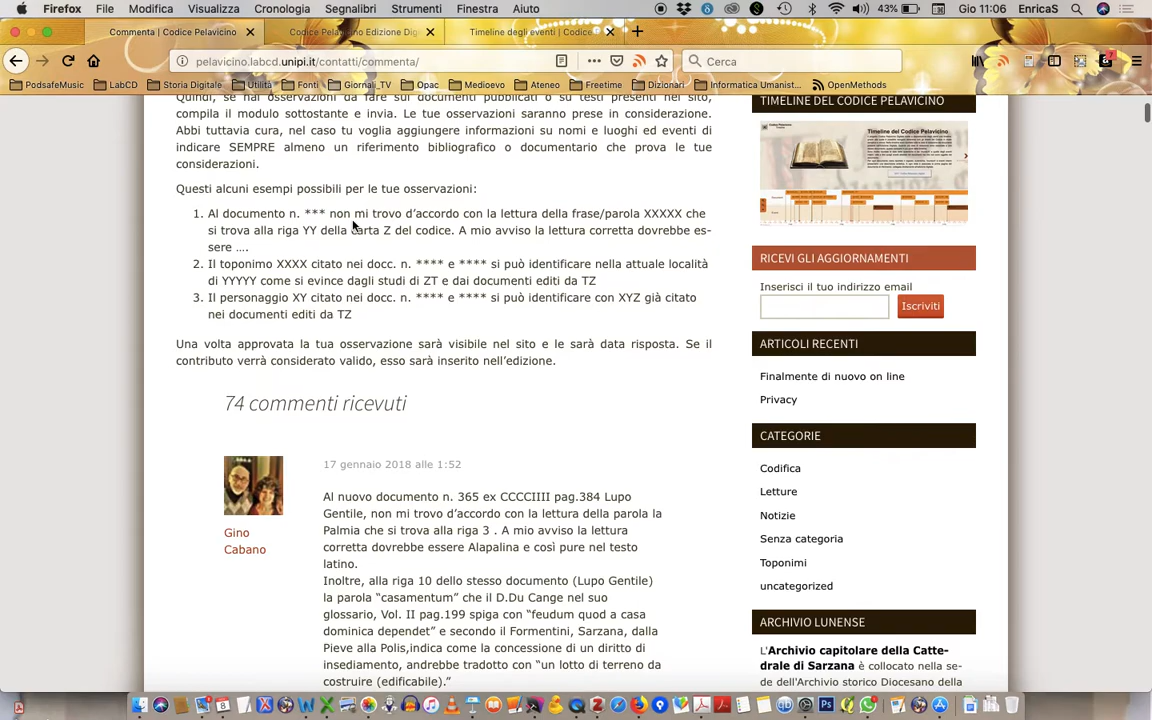 Firefox File Modifica Visualizza Cronologia Segnalibri Strumenti Finestra Aiuto 43% Gio 11:06 EnricaS
Commenta | Codice Pelavicino Codice Pelavicino Edizione Dig Timeline degli eventi | Codice
pelavicino.labcd.unipi.it/contatti/commenta/ Cerca
PodsafeMusic LabCD Storia Digitale Utilità Fonti Giornali_TV Opac Medioevo Ateneo Freetime Dizionari Informatica Umanist... OpenMethods
Quindi, se hai osservazioni da fare sui documenti pubblicati o su testi presenti nel sito,
compila il modulo sottostante e invia. Le tue osservazioni saranno prese in considerazione.
Abbi tuttavia cura, nel caso tu voglia aggiungere informazioni su nomi e luoghi ed eventi di
indicare SEMPRE almeno un riferimento bibliografico o documentario che prova le tue
considerazioni.
Questi alcuni esempi possibili per le tue osservazioni:
1. Al documento n. *** non mi trovo d'accordo con la lettura della frase/parola XXXXX che
si trova alla riga YY della carta Z del codice. A mio avviso la lettura corretta dovrebbe es-
sere ....
2. Il toponimo XXXX citato nei docc. n. **** e **** si può identificare nella attuale località
di YYYYY come si evince dagli studi di ZT e dai documenti editi da TZ
3. Il personaggio XY citato nei docc. n. **** e **** si può identificare con XYZ già citato
nei documenti editi da TZ
Una volta approvata la tua osservazione sarà visibile nel sito e le sarà data risposta. Se il
contributo verrà considerato valido, esso sarà inserito nell'edizione.
74 commenti ricevuti
17 gennaio 2018 alle 1:52
Gino
Cabano
Al nuovo documento n. 365 ex CCCCIIII pag.384 Lupo
Gentile, non mi trovo d'accordo con la lettura della parola la
Palmia che si trova alla riga 3 . A mio avviso la lettura
corretta dovrebbe essere Alapalina e così pure nel testo
latino.
Inoltre, alla riga 10 dello stesso documento (Lupo Gentile)
la parola "casamentum" che il D.Du Cange nel suo
glossario, Vol. II pag.199 spiga con "feudum quod a casa
dominica dependet" e secondo il Formentini, Sarzana, dalla
Pieve alla Polis,indica come la concessione di un diritto di
insediamento, andrebbe tradotto con "un lotto di terreno da
costruire (edificabile)."
TIMELINE DEL CODICE PELAVICINO
Timeline del Codice Pelavicino
RICEVI GLI AGGIORNAMENTI
Inserisci il tuo indirizzo email
Iscriviti
ARTICOLI RECENTI
Finalmente di nuovo on line
Privacy
CATEGORIE
Codifica
Letture
Notizie
Senza categoria
Toponimi
uncategorized
ARCHIVIO LUNENSE
L'Archivio capitolare della Catte-
drale di Sarzana è collocato nella se-
de dell'Archivio storico Diocesano della